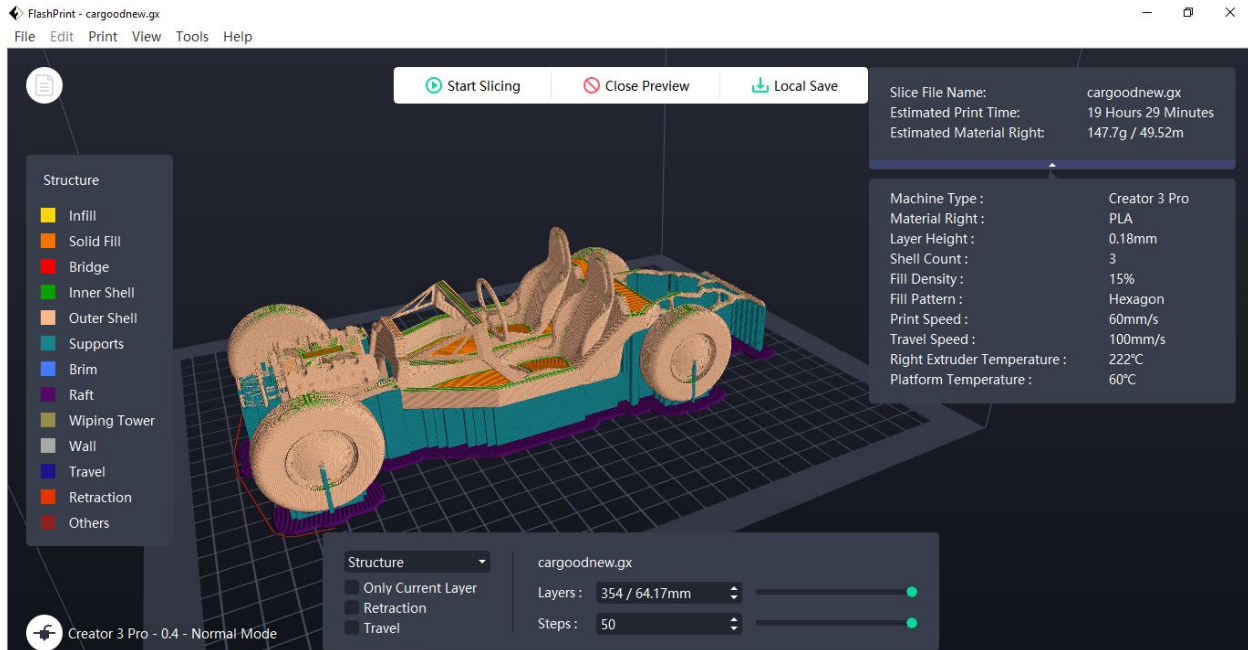 FlashPrint - cargoodnew.gx
File Edit Print View Tools Help
Start Slicing Close Preview Local Save
Slice File Name: cargoodnew.gx
Estimated Print Time: 19 Hours 29 Minutes
Estimated Material Right: 147.7g / 49.52m
Structure
Infill
Solid Fill
Bridge
Inner Shell
Outer Shell
Supports
Brim
Raft
Wiping Tower
Wall
Travel
Retraction
Others
Machine Type : Creator 3 Pro
Material Right : PLA
Layer Height : 0.18mm
Shell Count : 3
Fill Density : 15%
Fill Pattern : Hexagon
Print Speed : 60mm/s
Travel Speed : 100mm/s
Right Extruder Temperature : 222℃
Platform Temperature : 60℃
Structure
Only Current Layer
Retraction
Travel
cargoodnew.gx
Layers : 354 / 64.17mm
Steps : 50
Creator 3 Pro - 0.4 - Normal Mode